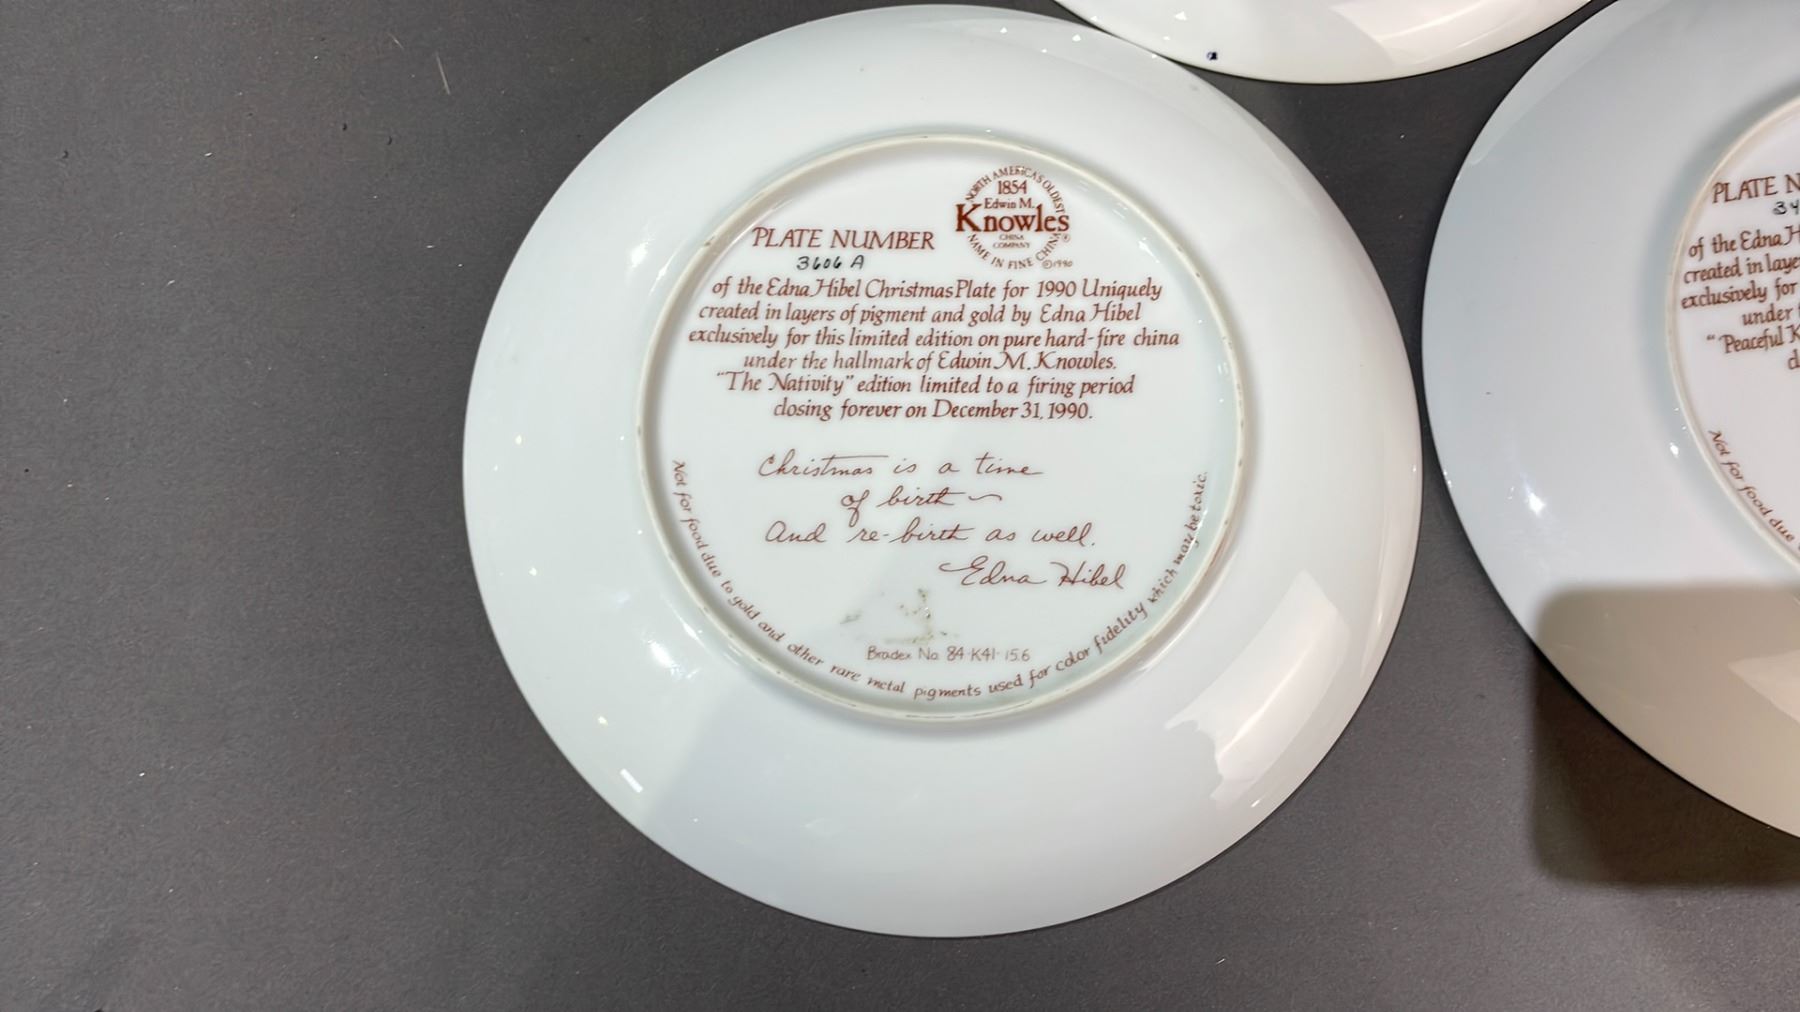 NORTH AMERICA'S OLDEST
1854
Edwin M.
Knowles®
CHINA
COMPANY
NAME IN FINE CHINA
©1990
PLATE NUMBER
3606 A
of the Edna Hibel Christmas Plate for 1990 Uniquely
created in layers of pigment and gold by Edna Hibel
exclusively for this limited edition on pure hard-fire china
under the hallmark of Edwin M. Knowles.
"The Nativity" edition limited to a firing period
closing forever on December 31, 1990.
Christmas is a time
of birth ~
And re-birth as well.
Edna Hibel
Bradex No. 84-K41-15.6
Not for food due to gold and other rare metal pigments used for color fidelity which may be toxic.
PLATE
of the Edna
created in
exclusively for
under
"Peaceful
Not for food due